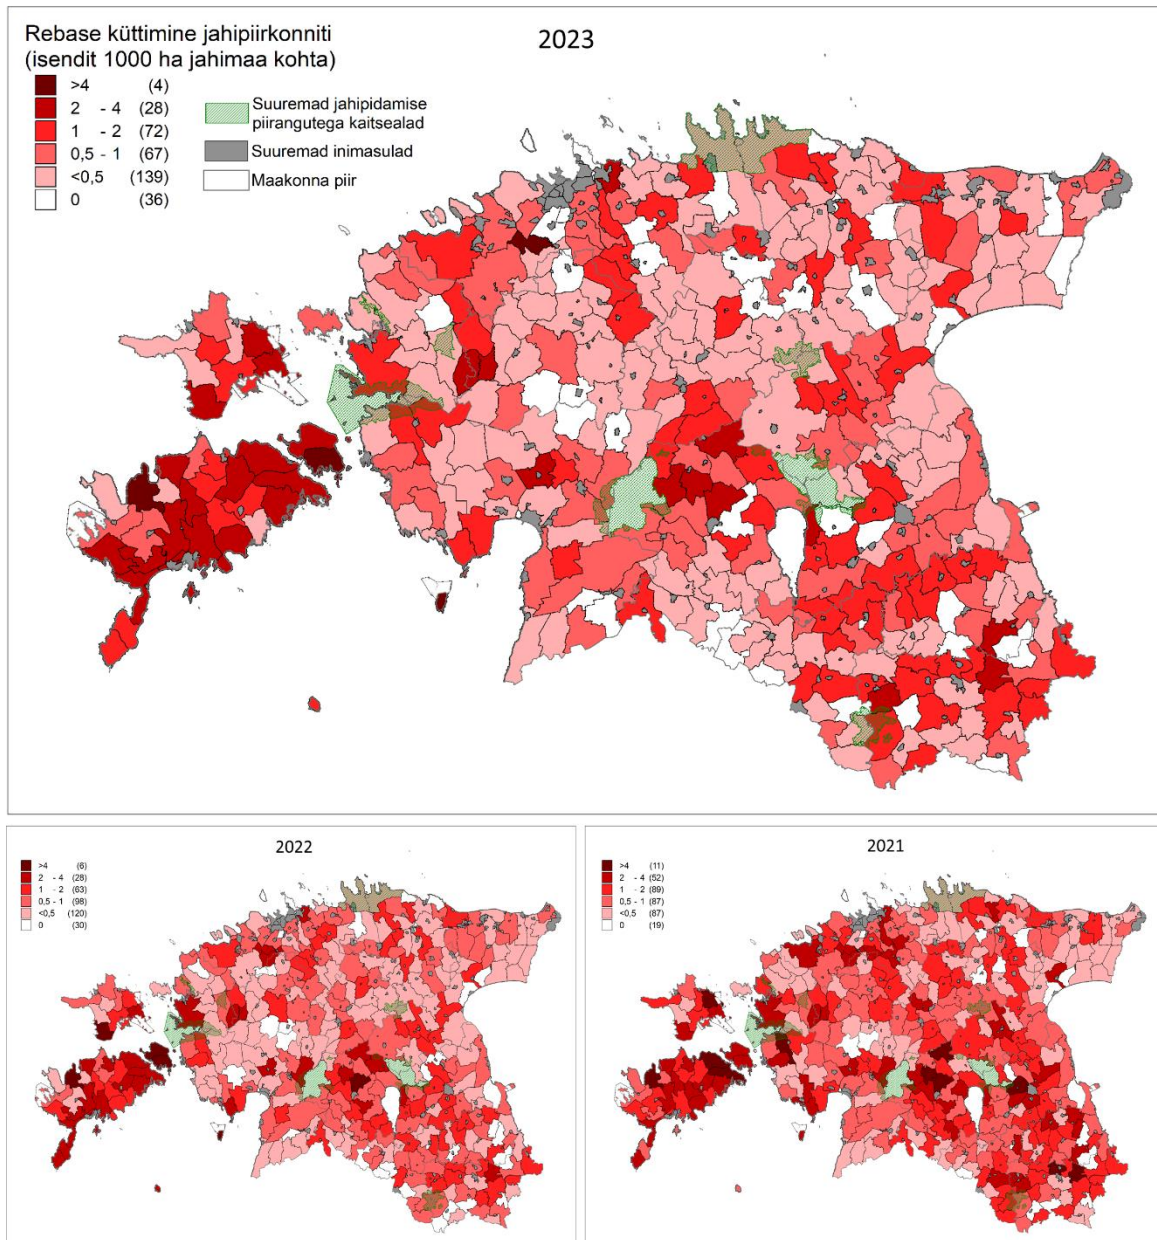 Rebase küttimine jahipiirkonniti
(isendit 1000 ha jahimaa kohta)
2023
>4 (4)
2 - 4 (28)
1 - 2 (72)
0,5 - 1 (67)
<0,5 (139)
0 (36)
Suuremad jahipidamise
piirangutega kaitsealad
Suuremad inimasulad
Maakonna piir
2022
>4 (6)
2 - 4 (28)
1 - 2 (63)
0,5 - 1 (98)
<0,5 (120)
0 (30)
2021
>4 (11)
2 - 4 (52)
1 - 2 (89)
0,5 - 1 (87)
<0,5 (87)
0 (19)